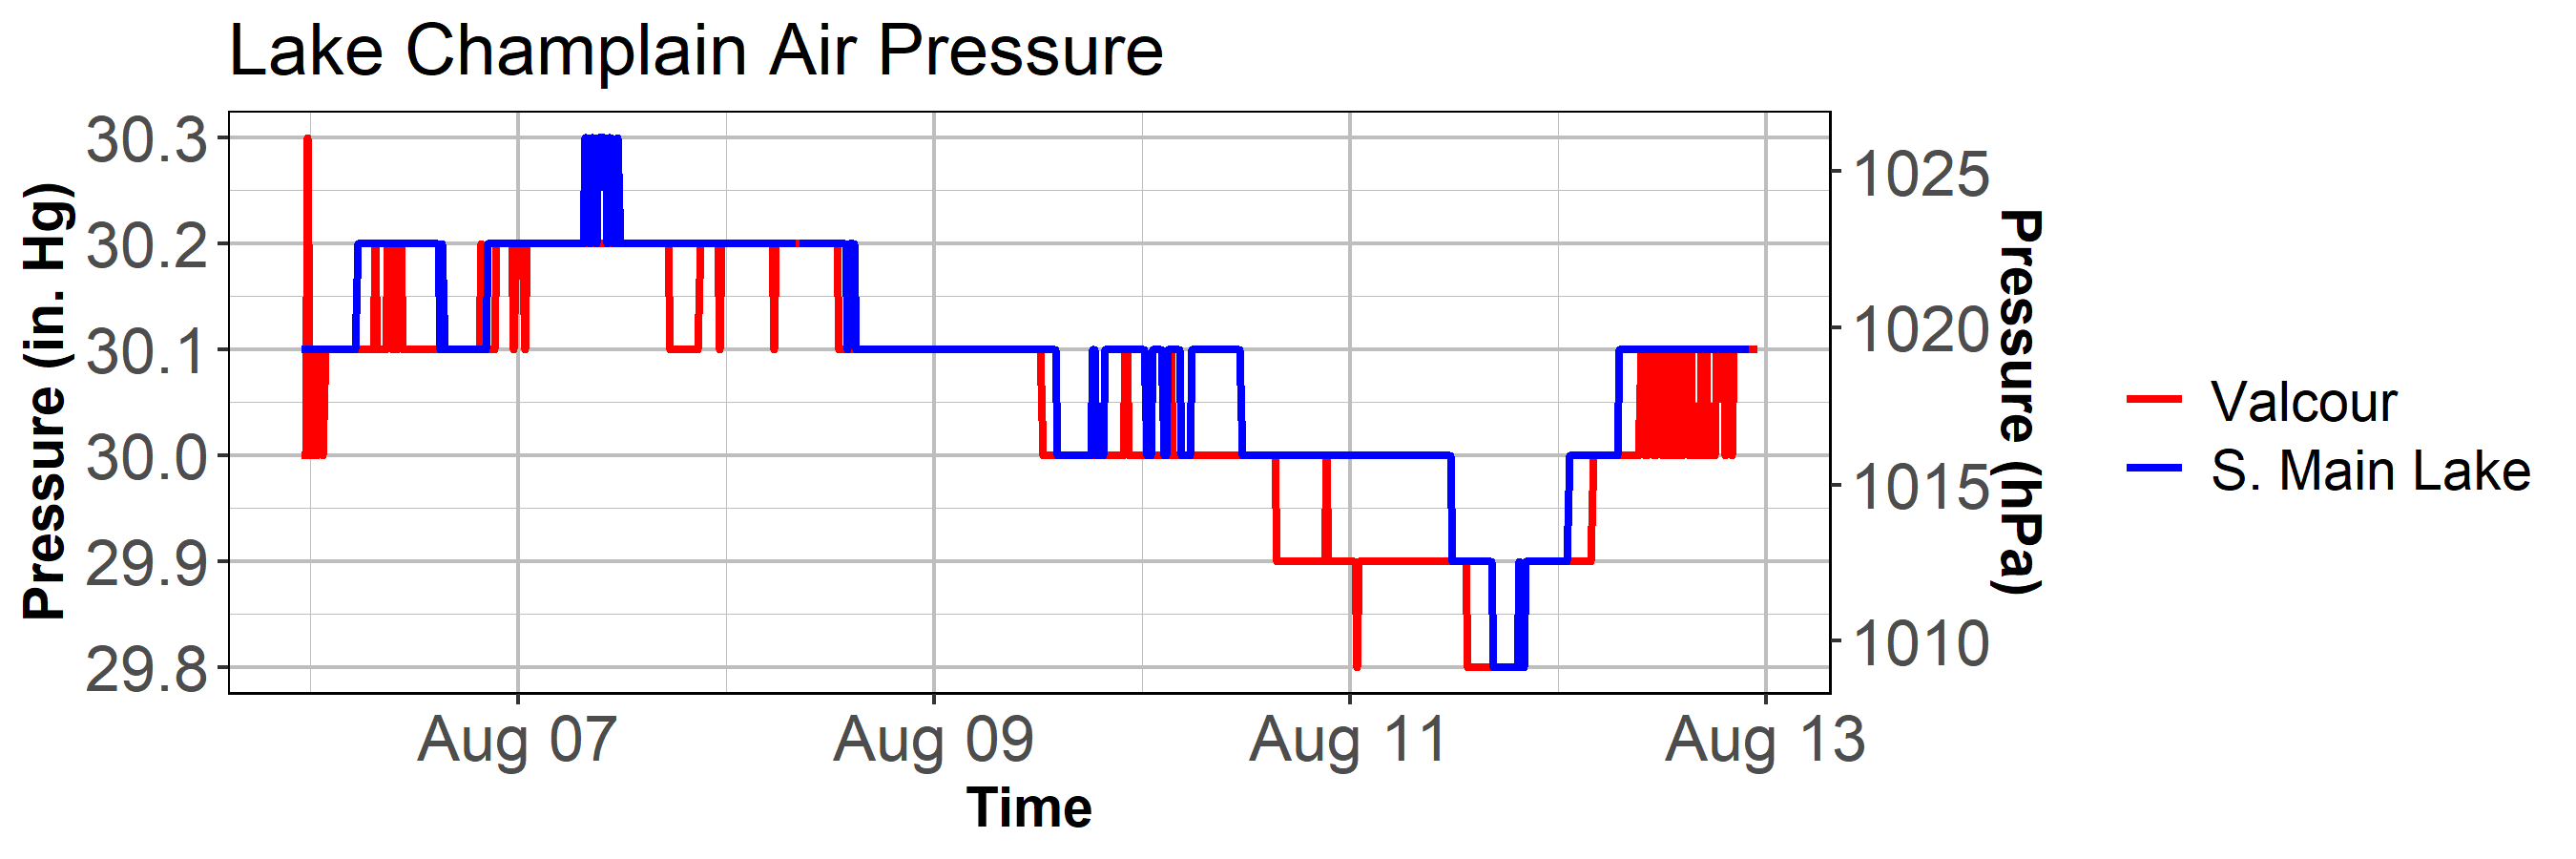 Lake Champlain Air Pressure
Pressure (in. Hg)
30.3
30.2
30.1
30.0
29.9
29.8
1025
1020
1015
1010
Pressure (hPa)
Aug 07 Aug 09 Aug 11 Aug 13
Time
Valcour
S. Main Lake